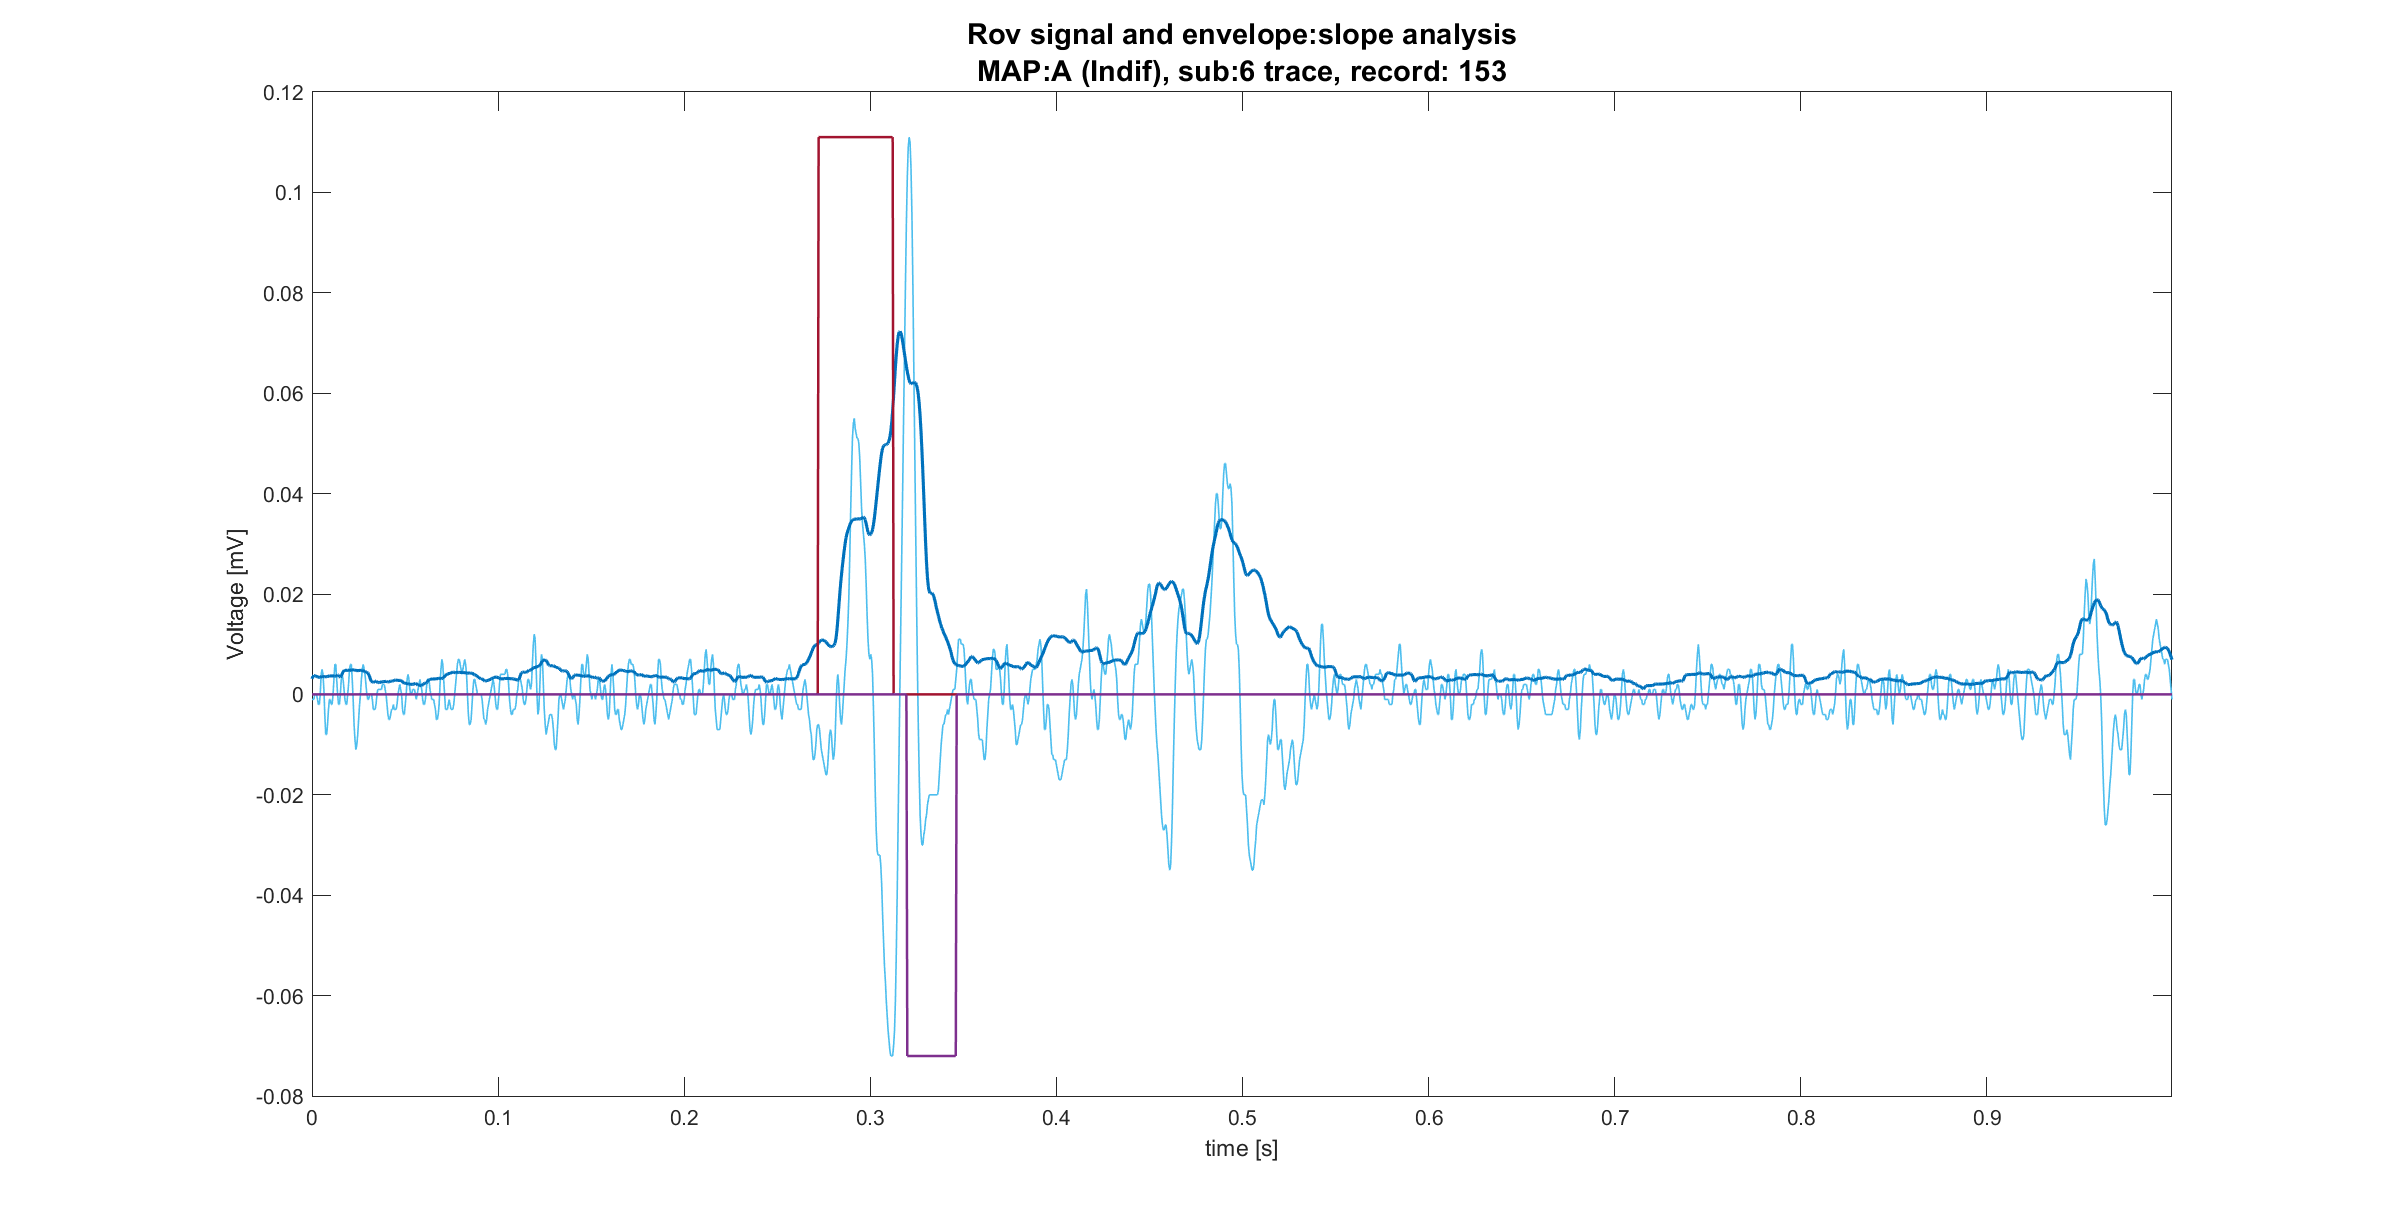 Rov signal and envelope:slope analysis
MAP:A (Indif), sub:6 trace, record: 153
0.12
0.1
0.08
0.06
0.04
0.02
0
-0.02
-0.04
-0.06
-0.08
Voltage [mV]
0 0.1 0.2 0.3 0.4 0.5 0.6 0.7 0.8 0.9
time [s]